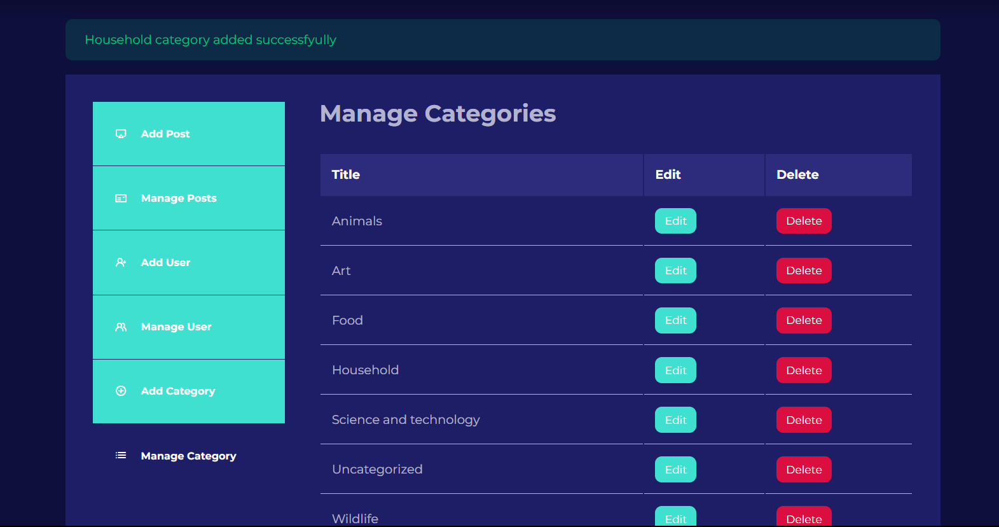 Household category added successfyully
Add Post
Manage Posts
Add User
Manage User
Add Category
Manage Category
Manage Categories
Title Edit Delete
Animals Edit Delete
Art Edit Delete
Food Edit Delete
Household Edit Delete
Science and technology Edit Delete
Uncategorized Edit Delete
Wildlife Edit Delete